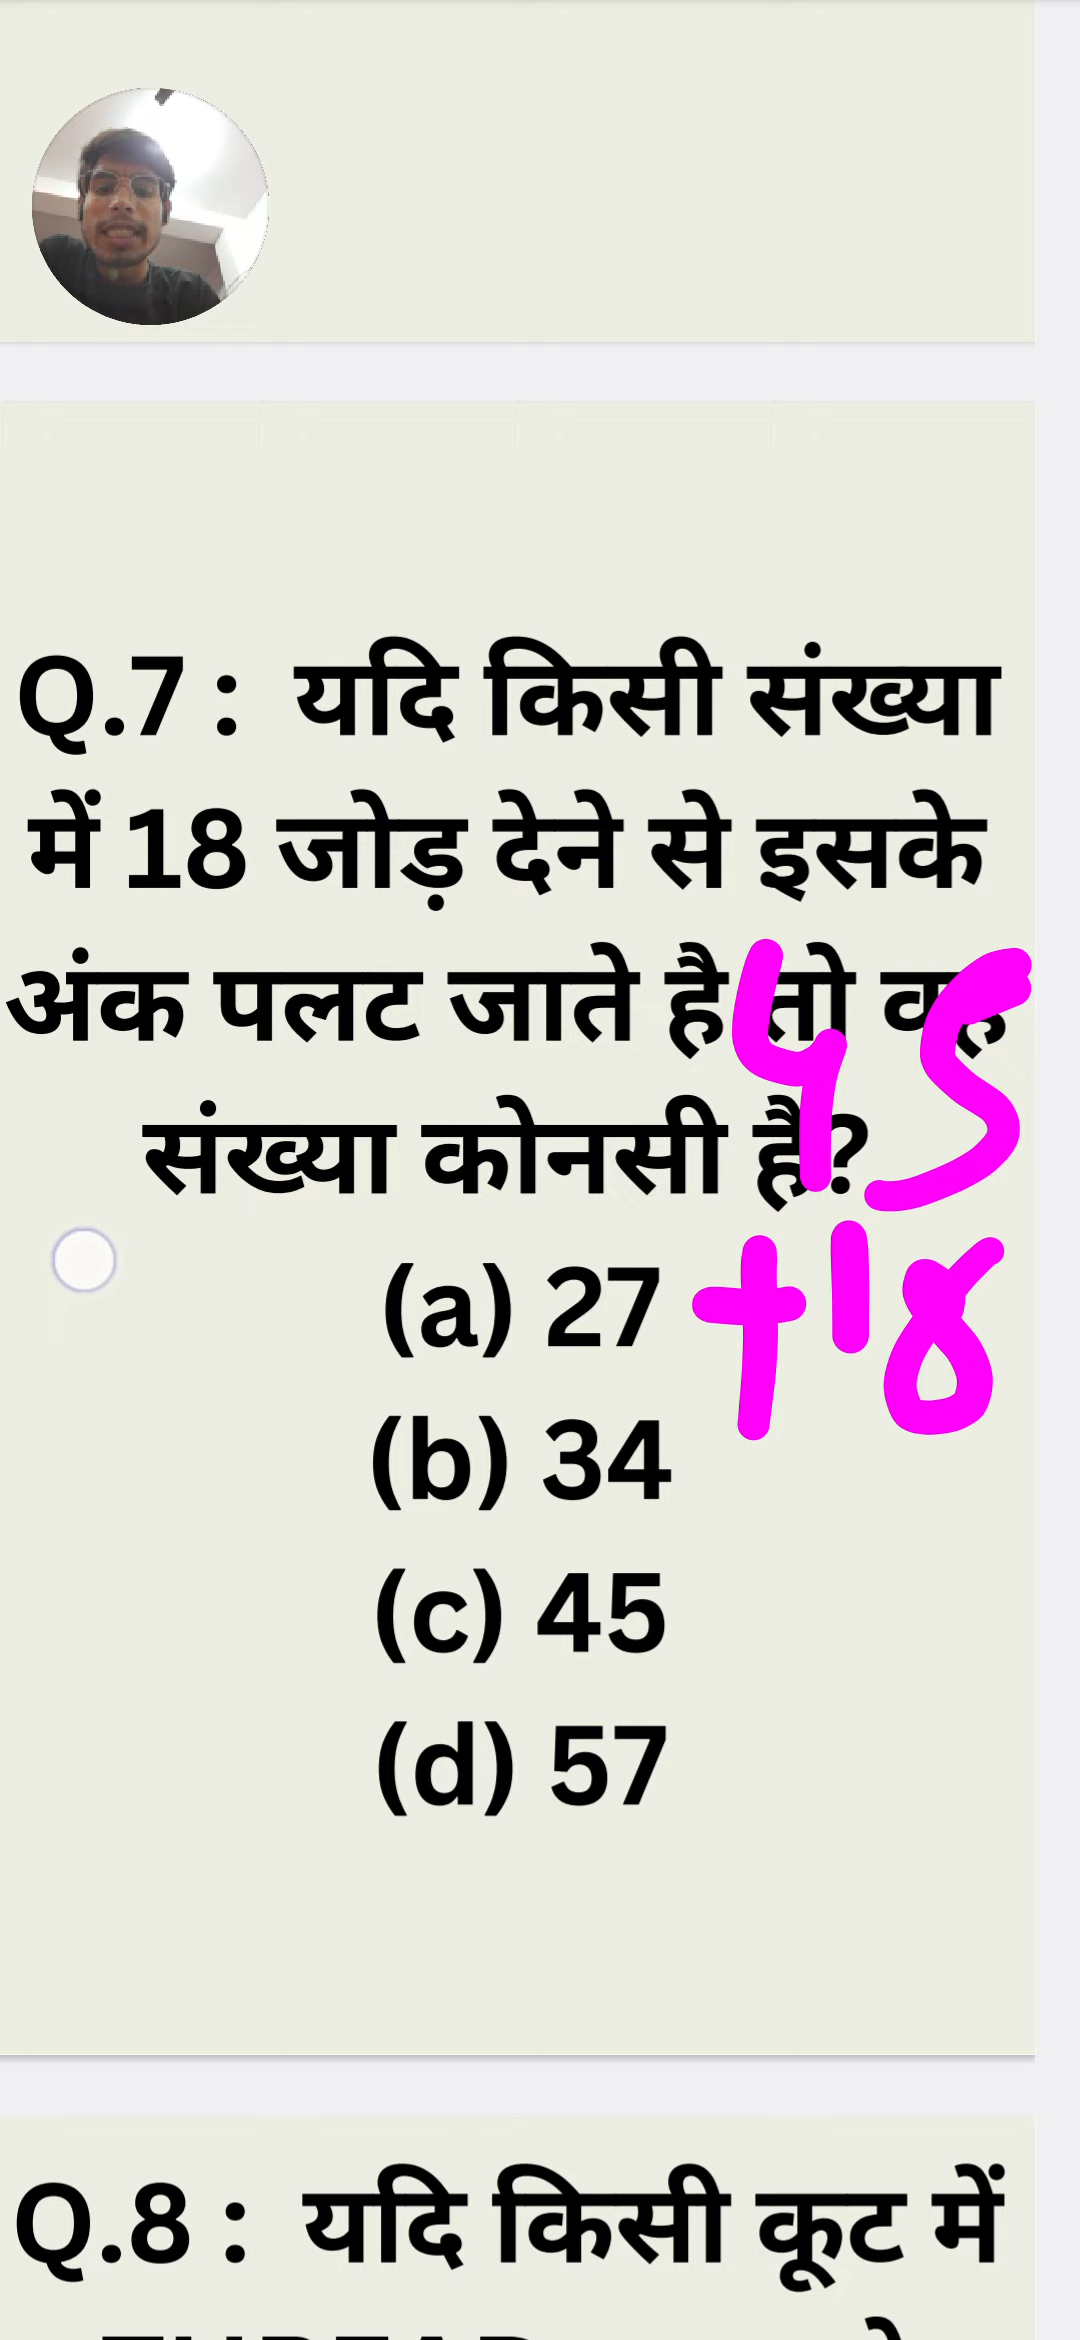 Q.7 : यदि किसी संख्या
में 18 जोड़ देने से इसके
अंक पलट जाते है तो वह
संख्या कोनसी है?
45
+18
(a) 27
(b) 34
(c) 45
(d) 57
Q.8 : यदि किसी कूट में